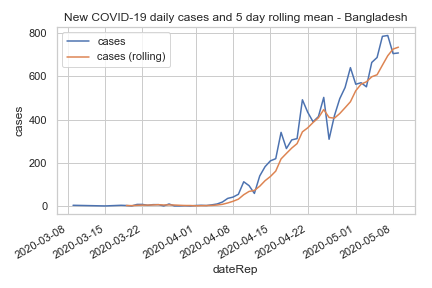 New COVID-19 daily cases and 5 day rolling mean - Bangladesh
800
cases
cases (rolling)
600
cases
400
200
0
2020-03-08
2020-03-15
2020-03-22
2020-04-01
2020-04-08
2020-04-15
2020-04-22
2020-05-01
2020-05-08
dateRep